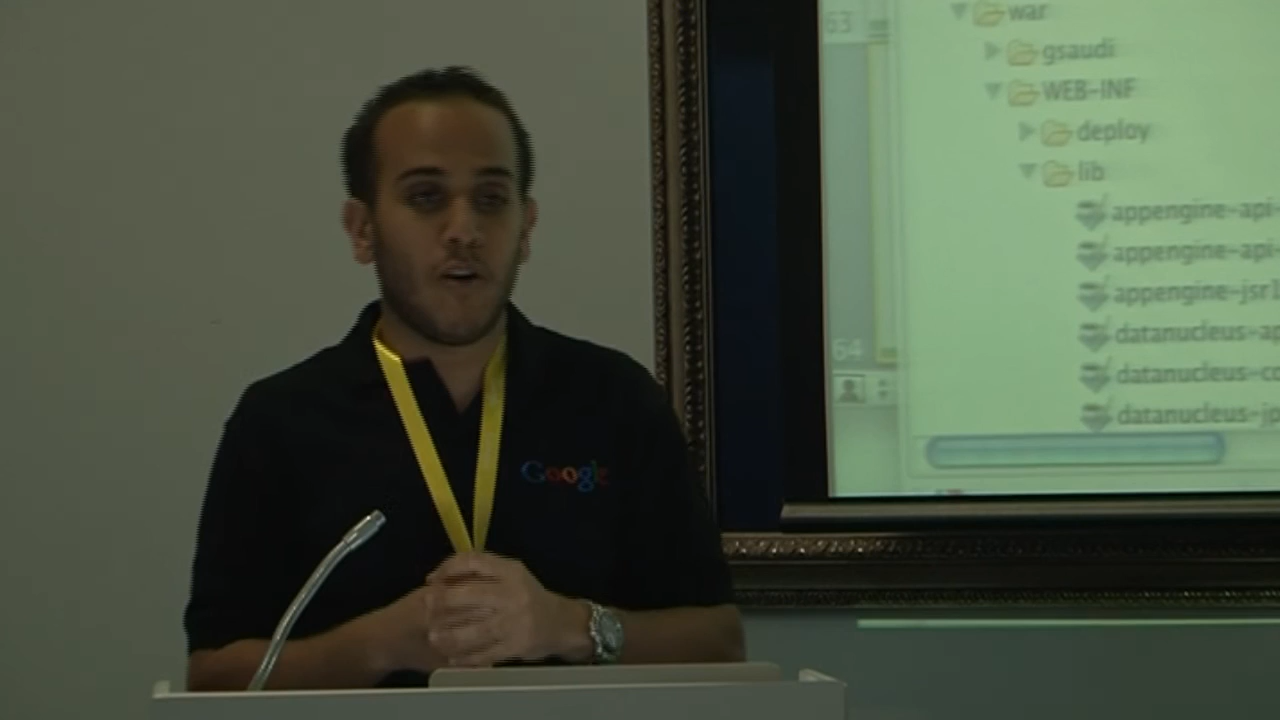 63
war
gsaudi
WEB-INF
deploy
lib
appengine-api-
appengine-api-
appengine-jsr1
64
datanucleus-ap
datanucleus-co
datanucleus-jp
Google